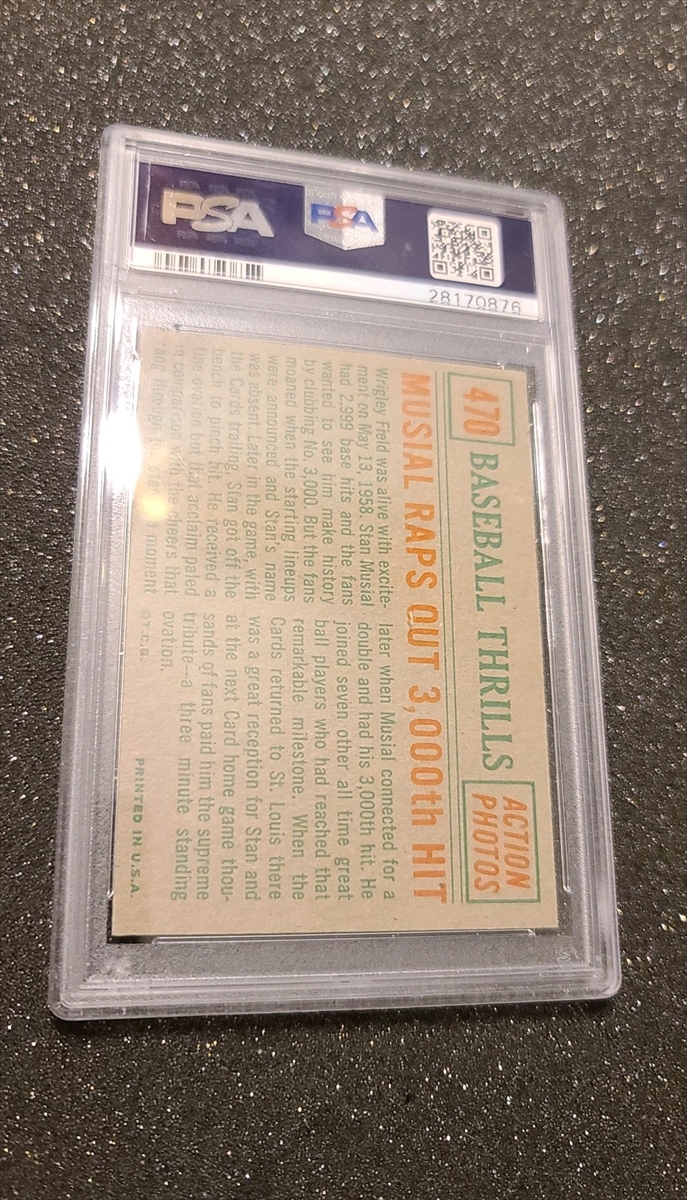 PSA
PSA
28170876
470 BASEBALL THRILLS ACTION PHOTOS
MUSIAL RAPS OUT 3,000th HIT
Wrigley Field was alive with excite-
ment on May 13, 1958. Stan Musial
had 2,999 base hits and the fans
wanted to see him make history
by clubbing No. 3,000. But the fans
moaned when the starting lineups
were announced and Stan's name
was absent. Later in the game, with
the Cards trailing, Stan got off the
bench to pinch hit. He received a
fine ovation but that acclaim paled
in comparison with the cheers that
rang a moment
later when Musial connected for a
double and had his 3,000th hit. He
joined seven other all time great
ball players who had reached that
remarkable milestone. When the
Cards returned to St. Louis there
was a great reception for Stan and
at the next Card home game thou-
sands of fans paid him the supreme
tribute—a three minute standing
ovation.
© T.C.G.
PRINTED IN U.S.A.